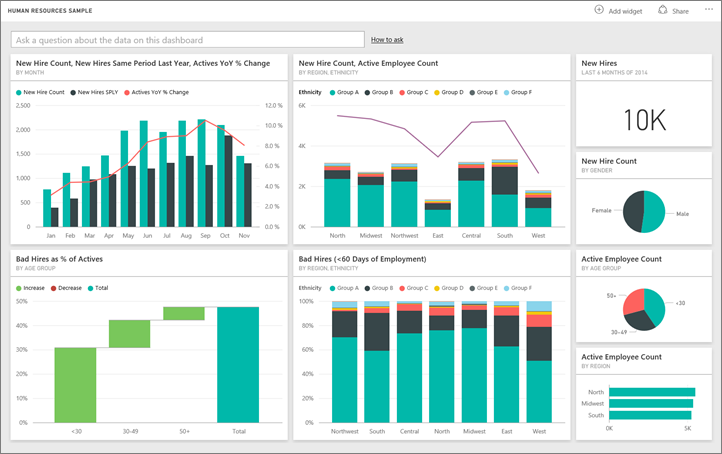 HUMAN RESOURCES SAMPLE
Add widget Share ...
Ask a question about the data on this dashboard
How to ask
New Hire Count, New Hires Same Period Last Year, Actives YoY % Change
BY MONTH
New Hire Count New Hires SPLY Actives YoY % Change
2,500
2,000
1,500
1,000
500
0
12.0 %
10.0 %
8.0 %
6.0 %
4.0 %
2.0 %
0.0 %
Jan Feb Mar Apr May Jun Jul Aug Sep Oct Nov
New Hire Count, Active Employee Count
BY REGION, ETHNICITY
Ethnicity Group A Group B Group C Group D Group E Group F
6K
4K
2K
0K
North Midwest Northwest East Central South West
New Hires
LAST 6 MONTHS OF 2014
10K
New Hire Count
BY GENDER
Female Male
Active Employee Count
BY AGE GROUP
50+
<30
30-49
Active Employee Count
BY REGION
North
Midwest
South
0K 5K
Bad Hires as % of Actives
BY AGE GROUP
Increase Decrease Total
50%
40%
30%
20%
10%
0%
<30 30-49 50+ Total
Bad Hires (<60 Days of Employment)
BY REGION, ETHNICITY
Ethnicity Group A Group B Group C Group D Group E Group F
100%
80%
60%
40%
20%
0%
Northwest South Central North Midwest East West